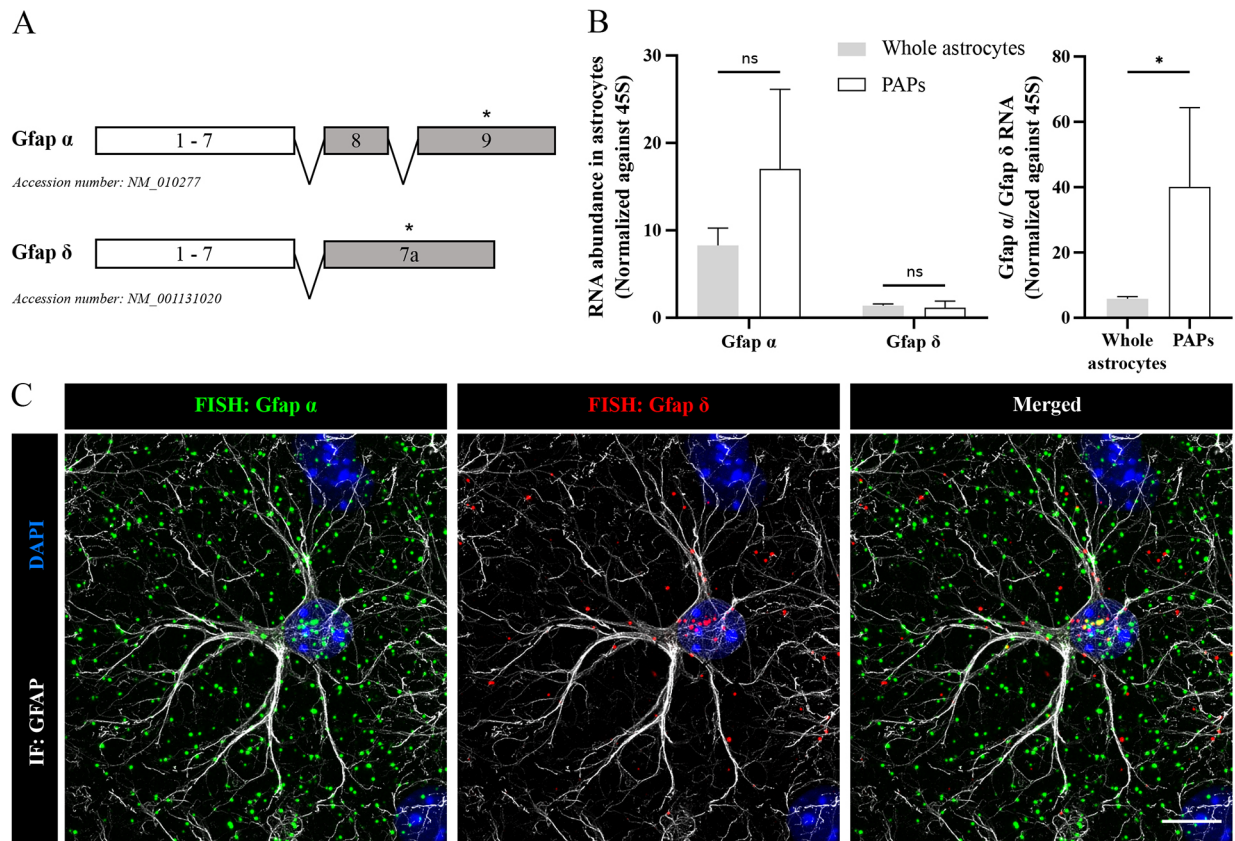 A
*
Gfap α
1 - 7
8
9
Accession number: NM_010277
*
Gfap δ
1 - 7
7a
Accession number: NM_001131020
B
RNA abundance in astrocytes
(Normalized against 45S)
30
20
10
0
ns
ns
Gfap α
Gfap δ
Whole astrocytes
PAPs
Gfap α/ Gfap δ RNA
(Normalized against 45S)
80
60
40
20
0
*
Whole
astrocytes
PAPs
C
FISH: Gfap α
FISH: Gfap δ
Merged
DAPI
IF: GFAP